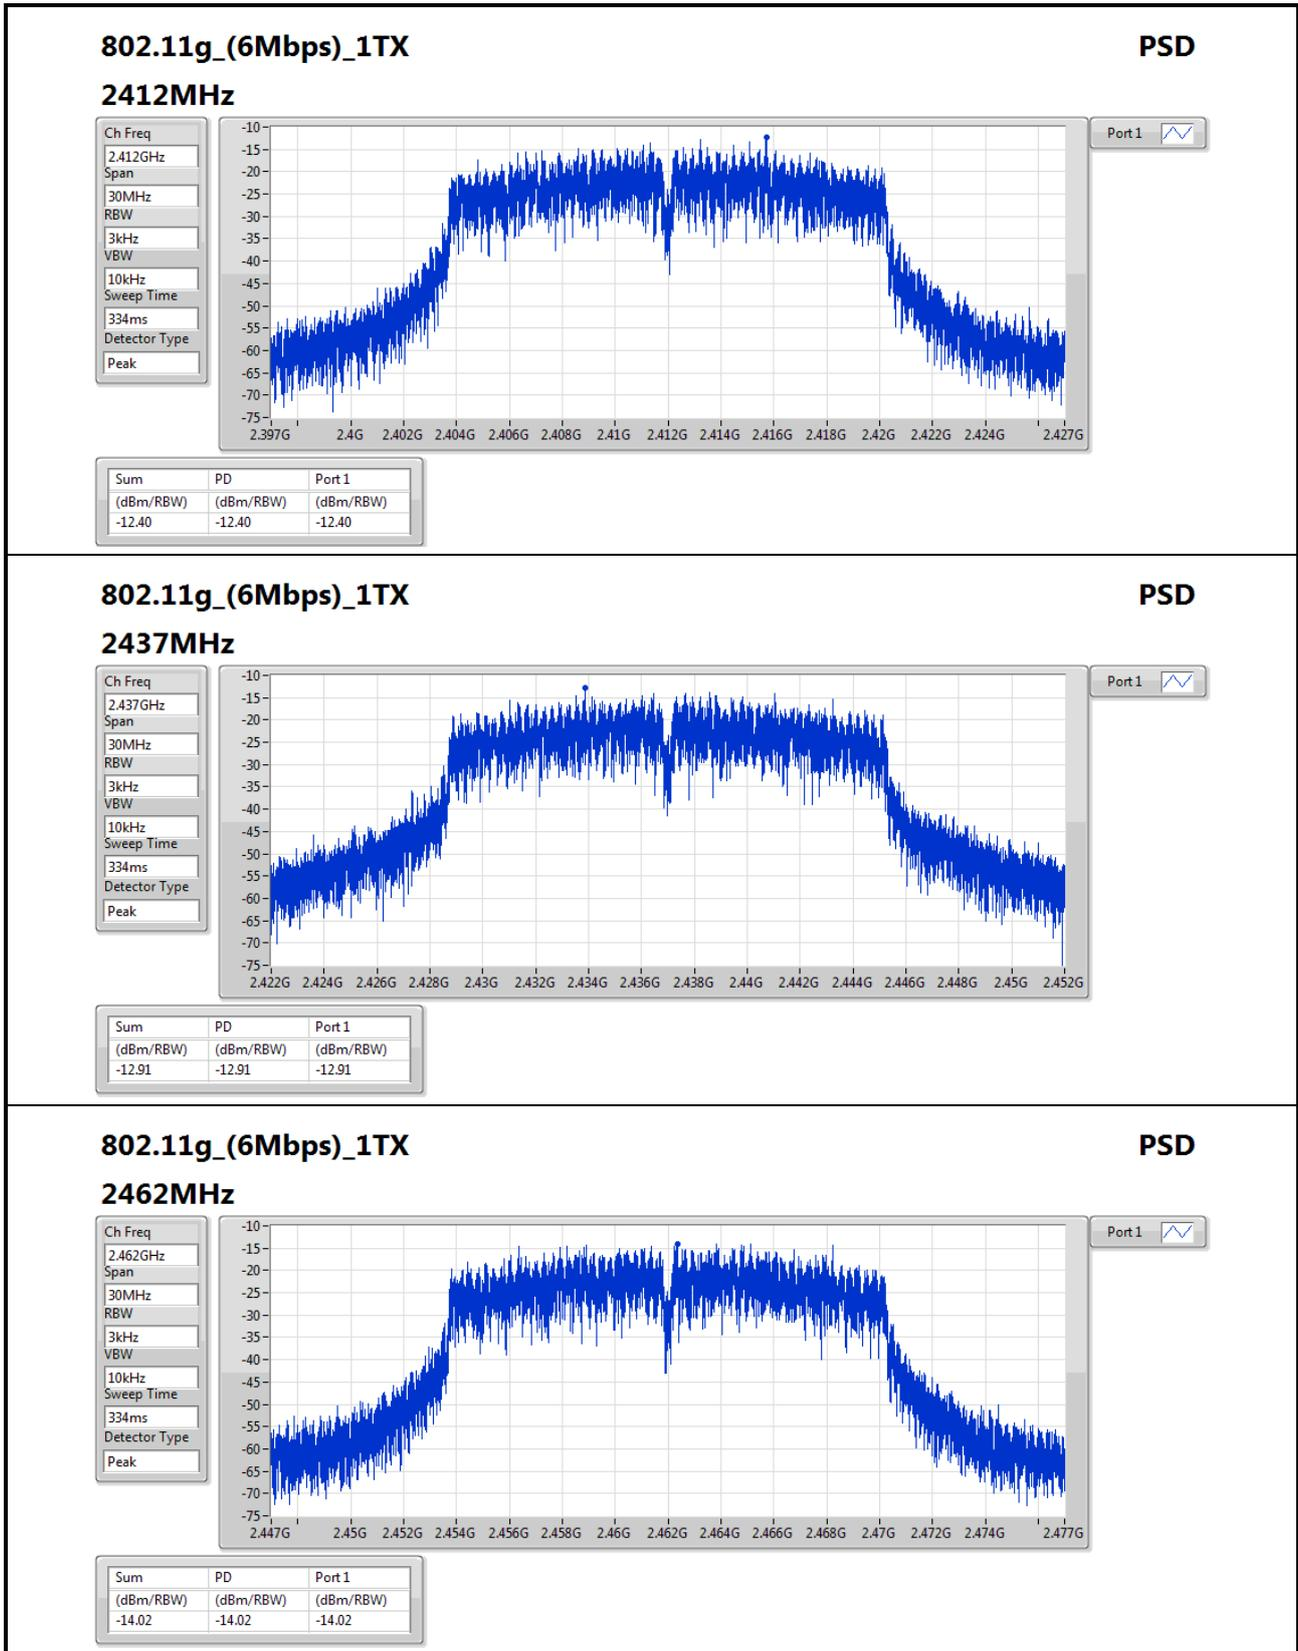 802.11g_(6Mbps)_1TX PSD
2412MHz
Ch Freq
2.412GHz
Span
30MHz
RBW
3kHz
VBW
10kHz
Sweep Time
334ms
Detector Type
Peak
-10
-15
-20
-25
-30
-35
-40
-45
-50
-55
-60
-65
-70
-75
2.397G 2.4G 2.402G 2.404G 2.406G 2.408G 2.41G 2.412G 2.414G 2.416G 2.418G 2.42G 2.422G 2.424G 2.427G
Port 1
Sum PD Port 1
(dBm/RBW) (dBm/RBW) (dBm/RBW)
-12.40 -12.40 -12.40
802.11g_(6Mbps)_1TX PSD
2437MHz
Ch Freq
2.437GHz
Span
30MHz
RBW
3kHz
VBW
10kHz
Sweep Time
334ms
Detector Type
Peak
-10
-15
-20
-25
-30
-35
-40
-45
-50
-55
-60
-65
-70
-75
2.422G 2.424G 2.426G 2.428G 2.43G 2.432G 2.434G 2.436G 2.438G 2.44G 2.442G 2.444G 2.446G 2.448G 2.45G 2.452G
Port 1
Sum PD Port 1
(dBm/RBW) (dBm/RBW) (dBm/RBW)
-12.91 -12.91 -12.91
802.11g_(6Mbps)_1TX PSD
2462MHz
Ch Freq
2.462GHz
Span
30MHz
RBW
3kHz
VBW
10kHz
Sweep Time
334ms
Detector Type
Peak
-10
-15
-20
-25
-30
-35
-40
-45
-50
-55
-60
-65
-70
-75
2.447G 2.45G 2.452G 2.454G 2.456G 2.458G 2.46G 2.462G 2.464G 2.466G 2.468G 2.47G 2.472G 2.474G 2.477G
Port 1
Sum PD Port 1
(dBm/RBW) (dBm/RBW) (dBm/RBW)
-14.02 -14.02 -14.02